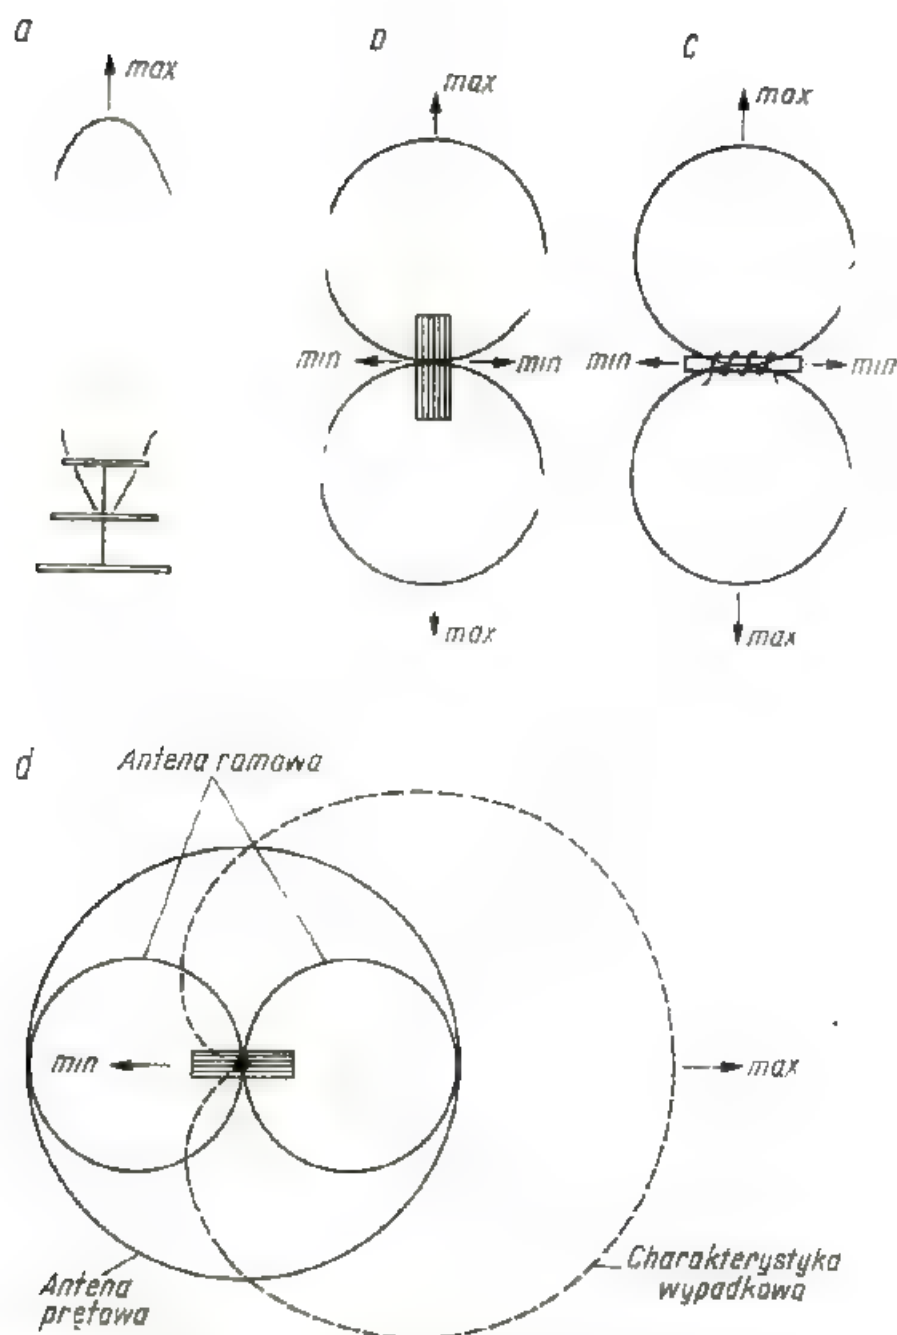 a
max
b
max
min
min
max
c
max
min
min
max
d
Antena ramowa
min
max
Antena
prętowa
Charakterystyka
wypadkowa